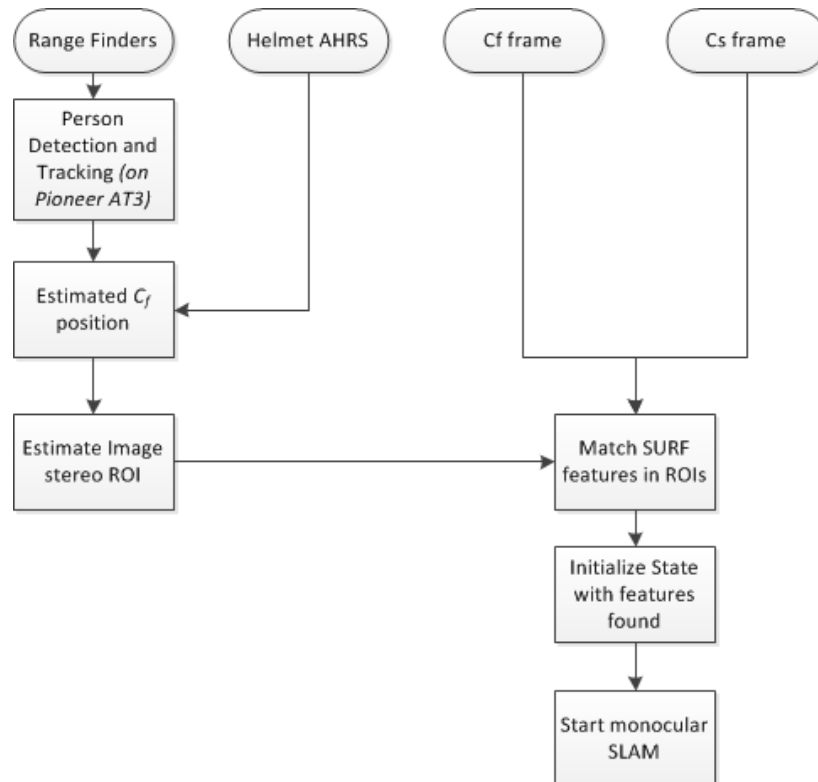 Range Finders
Helmet AHRS
Cf frame
Cs frame
Person
Detection and
Tracking (on
Pioneer AT3)
Estimated Cf
position
Estimate Image
stereo ROI
Match SURF
features in ROIs
Initialize State
with features
found
Start monocular
SLAM